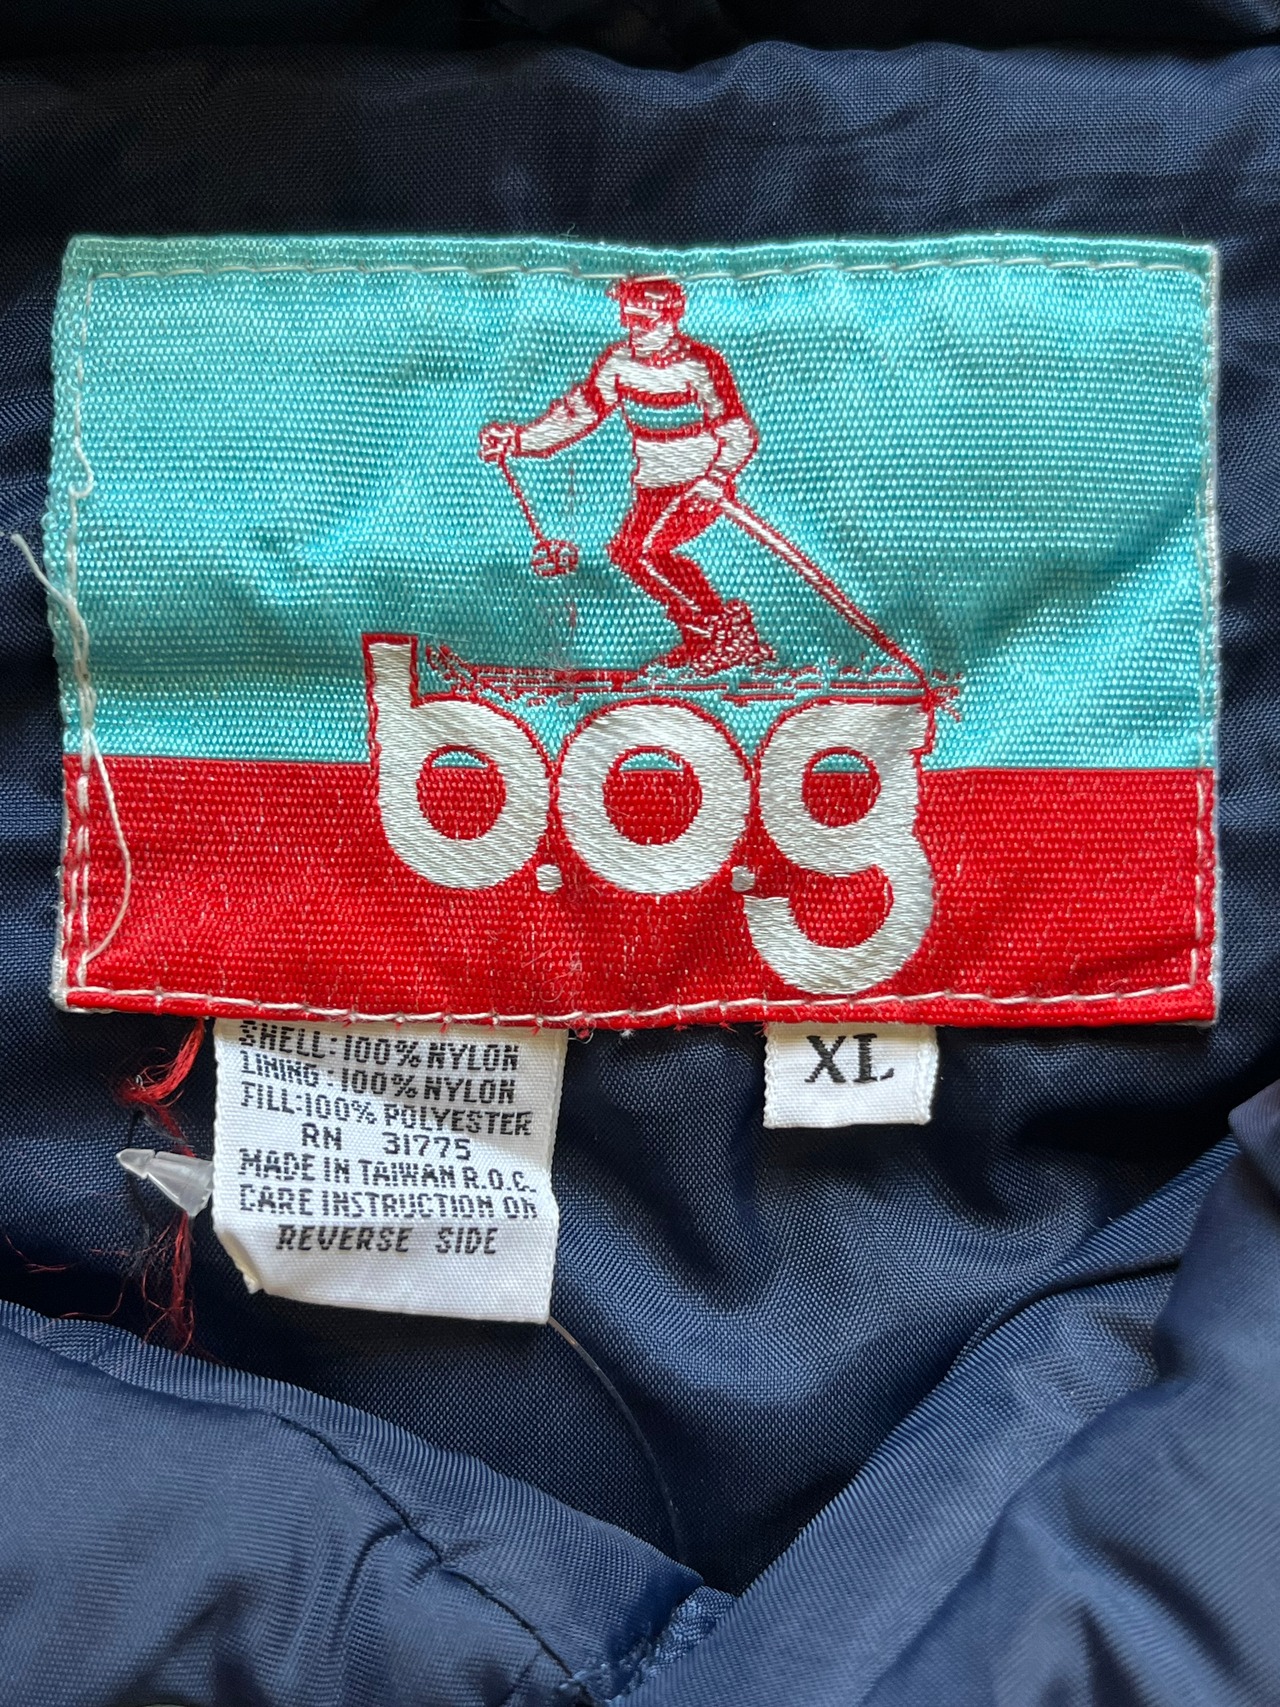 b.o.g
SHELL:100% NYLON
LINING:100% NYLON
FILL:100% POLYESTER
RN 31775
MADE IN TAIWAN R.O.C.
CARE INSTRUCTION ON
REVERSE SIDE
XL